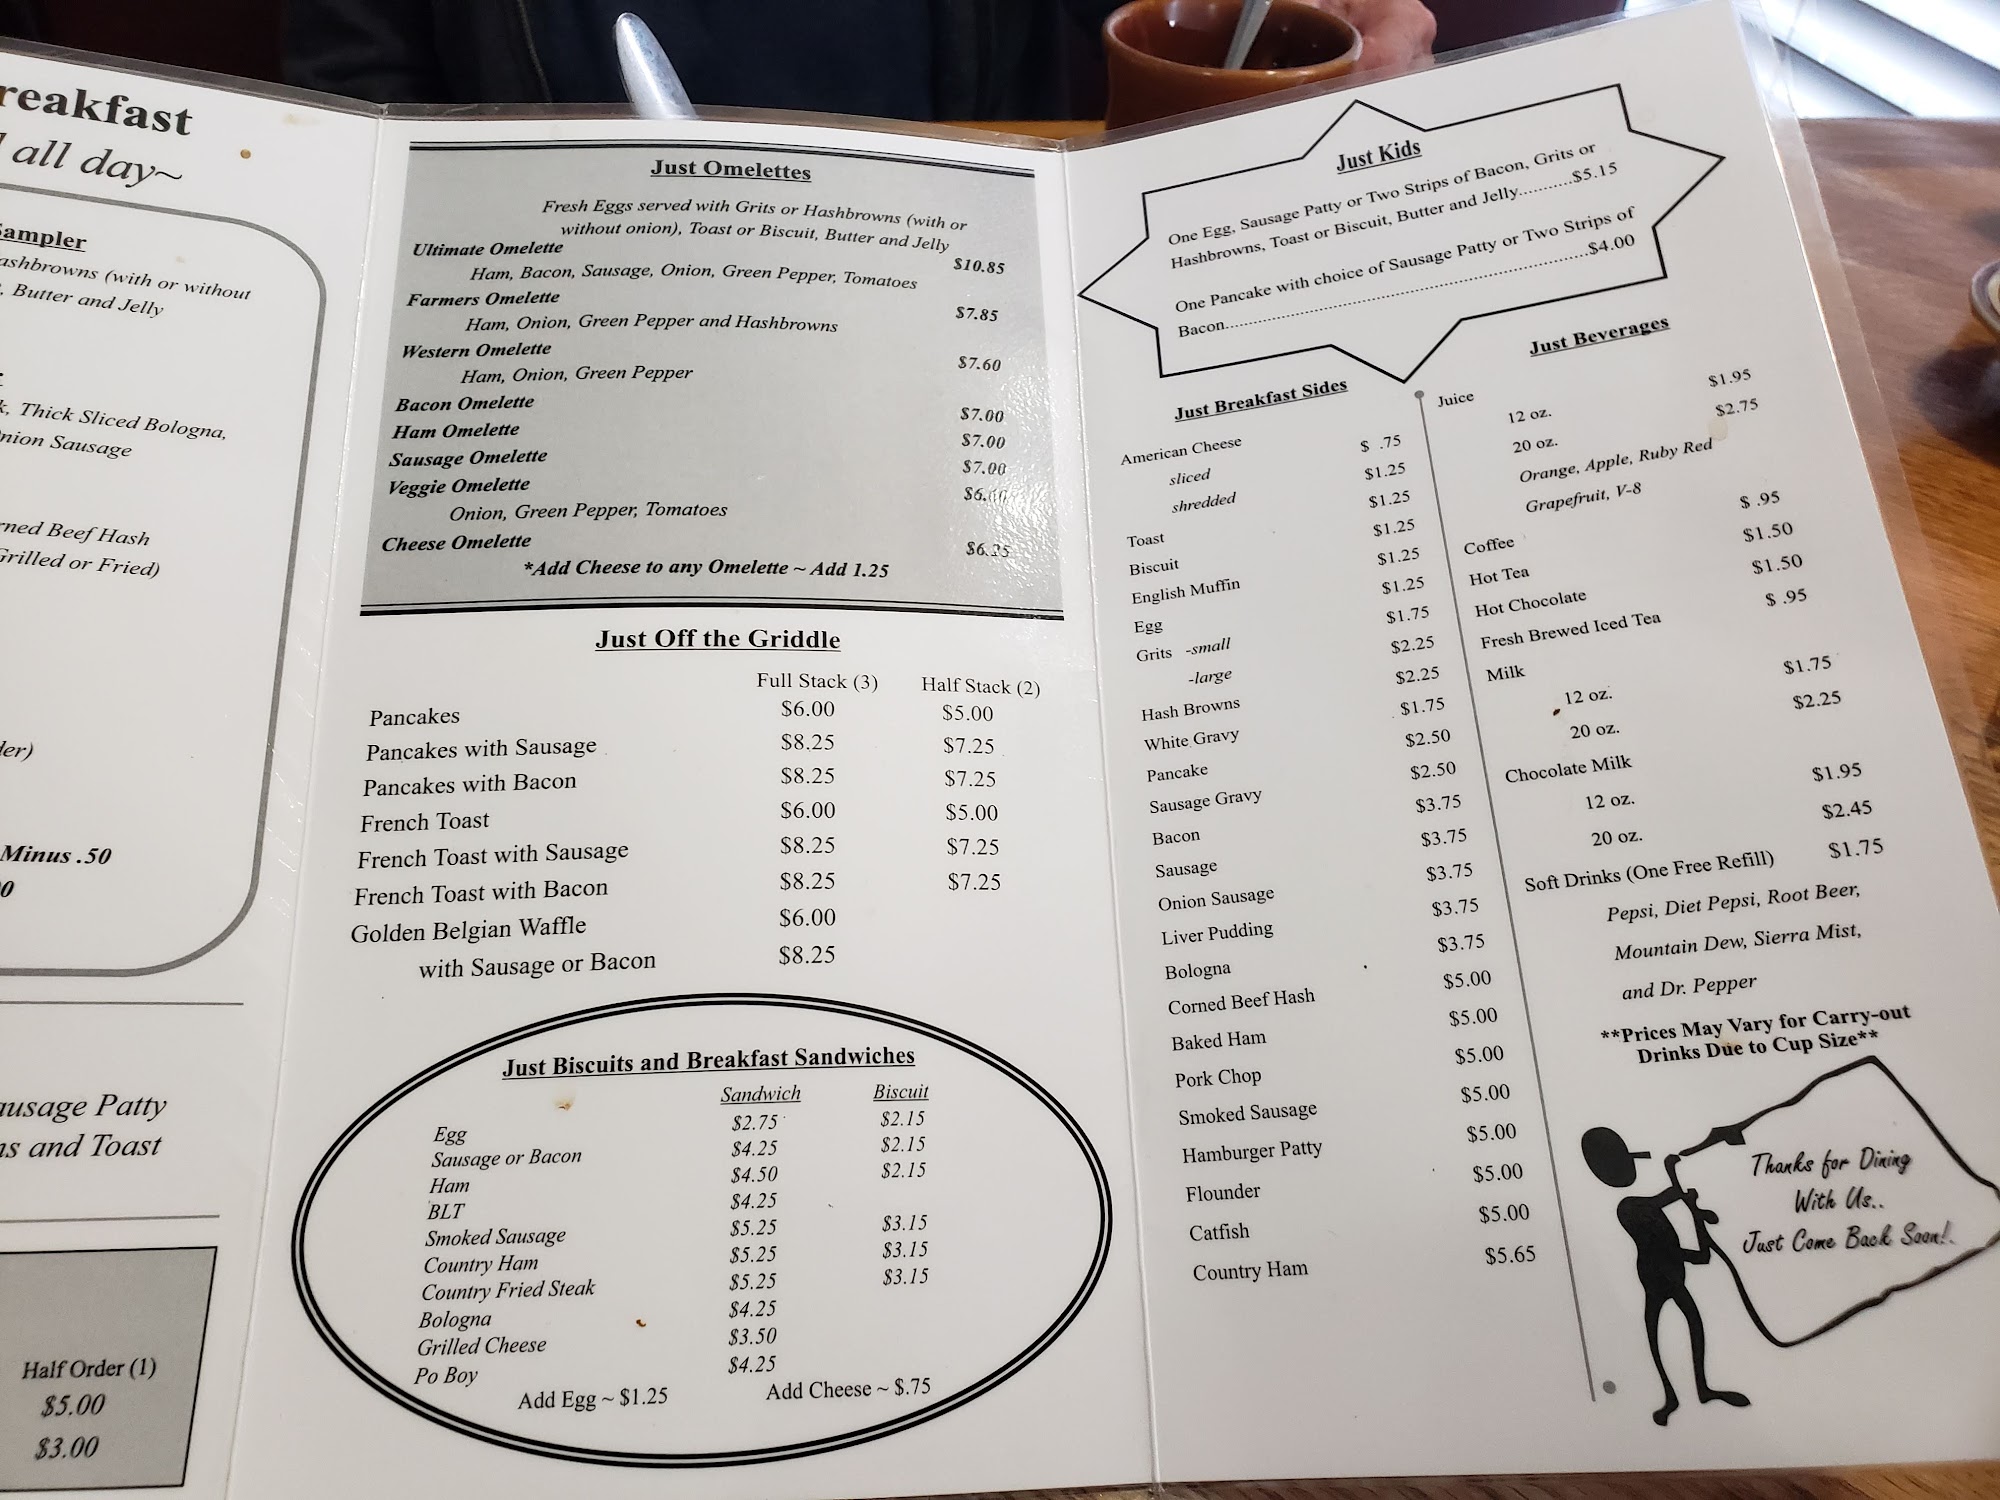 reakfast
all day~
Sampler
ashbrowns (with or without
, Butter and Jelly
k, Thick Sliced Bologna,
nion Sausage
rned Beef Hash
Grilled or Fried)
der)
Minus .50
0
ausage Patty
ns and Toast
Half Order (1)
$5.00
$3.00
Just Omelettes
Fresh Eggs served with Grits or Hashbrowns (with or
without onion), Toast or Biscuit, Butter and Jelly
Ultimate Omelette $10.85
Ham, Bacon, Sausage, Onion, Green Pepper, Tomatoes
Farmers Omelette $7.85
Ham, Onion, Green Pepper and Hashbrowns
Western Omelette $7.60
Ham, Onion, Green Pepper
Bacon Omelette $7.00
Ham Omelette $7.00
Sausage Omelette $7.00
Veggie Omelette
Onion, Green Pepper, Tomatoes
Cheese Omelette
*Add Cheese to any Omelette ~ Add 1.25
Just Off the Griddle
Full Stack (3) Half Stack (2)
Pancakes $6.00 $5.00
Pancakes with Sausage $8.25 $7.25
Pancakes with Bacon $8.25 $7.25
French Toast $6.00 $5.00
French Toast with Sausage $8.25 $7.25
French Toast with Bacon $8.25 $7.25
Golden Belgian Waffle $6.00
with Sausage or Bacon $8.25
Just Biscuits and Breakfast Sandwiches
Sandwich Biscuit
Egg $2.75 $2.15
Sausage or Bacon $4.25 $2.15
Ham $4.50 $2.15
BLT $4.25
Smoked Sausage $5.25 $3.15
Country Ham $5.25 $3.15
Country Fried Steak $5.25 $3.15
Bologna $4.25
Grilled Cheese $3.50
Po Boy $4.25
Add Egg ~ $1.25 Add Cheese ~ $.75
Just Kids
One Egg, Sausage Patty or Two Strips of Bacon, Grits or
Hashbrowns, Toast or Biscuit, Butter and Jelly...........$5.15
One Pancake with choice of Sausage Patty or Two Strips of
Bacon..............................................................$4.00
Just Breakfast Sides
American Cheese
sliced $ .75
shredded $1.25
Toast $1.25
Biscuit $1.25
English Muffin $1.25
Egg $1.25
Grits -small $1.75
-large $2.25
Hash Browns $2.25
White Gravy $1.75
Pancake $2.50
Sausage Gravy $2.50
Bacon $3.75
Sausage $3.75
Onion Sausage $3.75
Liver Pudding $3.75
Bologna $3.75
Corned Beef Hash $5.00
Baked Ham $5.00
Pork Chop $5.00
Smoked Sausage $5.00
Hamburger Patty $5.00
Flounder $5.00
Catfish $5.00
Country Ham $5.65
Just Beverages
Juice
12 oz. $1.95
20 oz. $2.75
Orange, Apple, Ruby Red
Grapefruit, V-8
Coffee $ .95
Hot Tea $1.50
Hot Chocolate $1.50
Fresh Brewed Iced Tea $ .95
Milk
12 oz. $1.75
20 oz. $2.25
Chocolate Milk
12 oz. $1.95
20 oz. $2.45
Soft Drinks (One Free Refill) $1.75
Pepsi, Diet Pepsi, Root Beer,
Mountain Dew, Sierra Mist,
and Dr. Pepper
**Prices May Vary for Carry-out
Drinks Due to Cup Size**
Thanks for Dining
With Us..
Just Come Back Soon!.